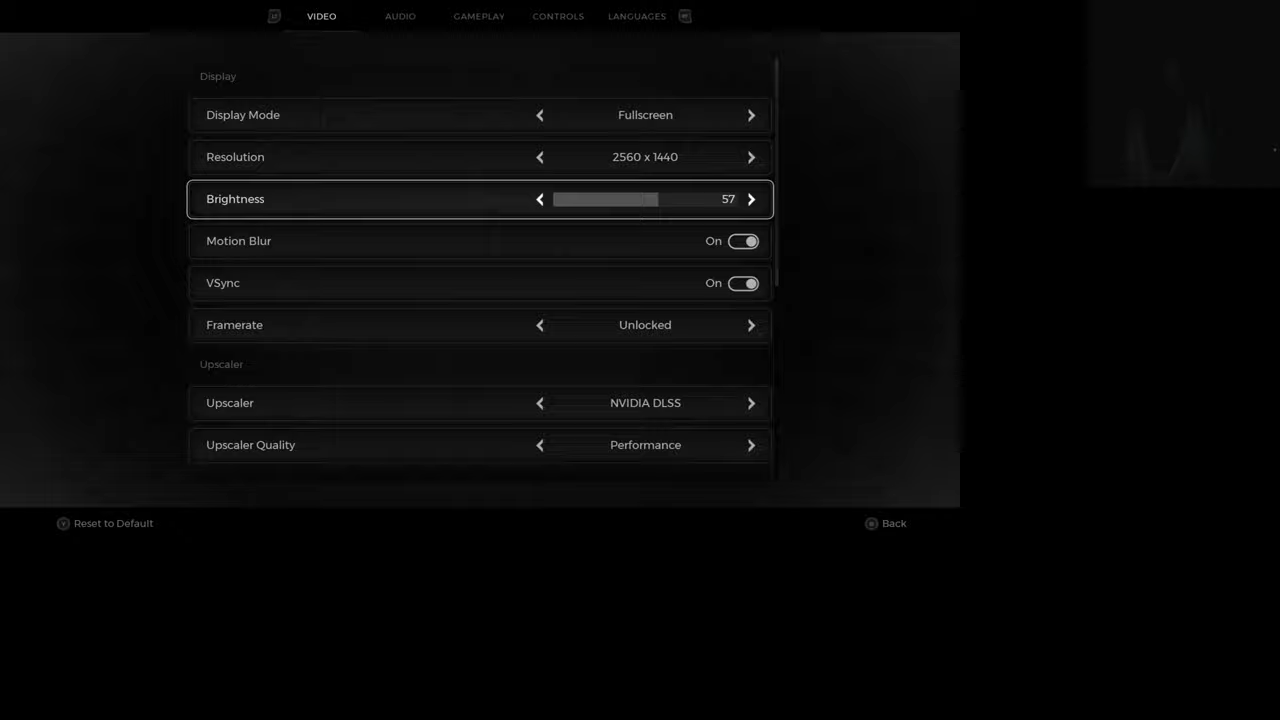 VIDEO AUDIO GAMEPLAY CONTROLS LANGUAGES
Display
Display Mode Fullscreen
Resolution 2560 x 1440
Brightness 57
Motion Blur On
VSync On
Framerate Unlocked
Upscaler
Upscaler NVIDIA DLSS
Upscaler Quality Performance
Y Reset to Default Back